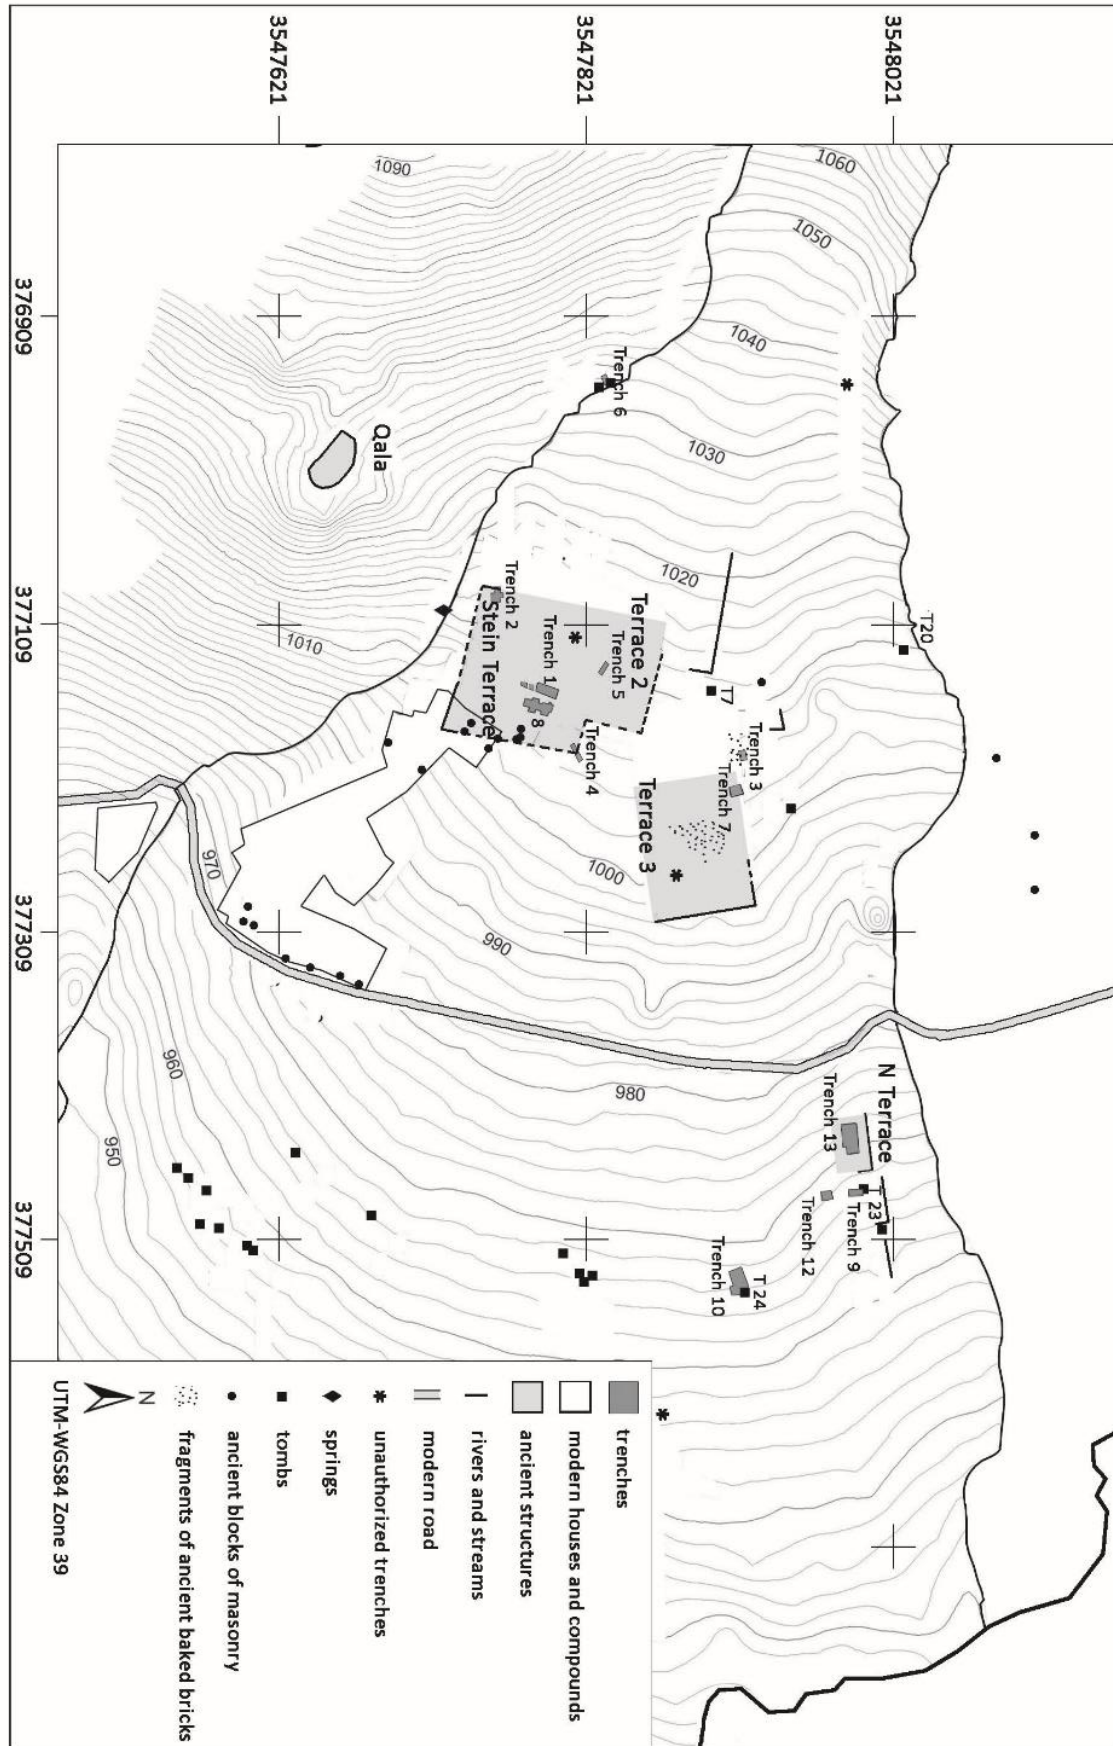 3547621
3547821
3548021
376909
377109
377309
377509
1090
1060
1050
1040
1030
1020
1010
1000
990
980
970
960
950
Trench 6
Qala
T20
Trench 2
Stein Terrace
Trench 1
8
Trench 5
Terrace 2
Trench 4
T7
Trench 3
Trench 7
Terrace 3
N Terrace
Trench 13
T 23
Trench 9
Trench 12
T 24
Trench 10
trenches
modern houses and compounds
ancient structures
rivers and streams
modern road
unauthorized trenches
springs
tombs
ancient blocks of masonry
fragments of ancient baked bricks
N
UTM-WGS84 Zone 39